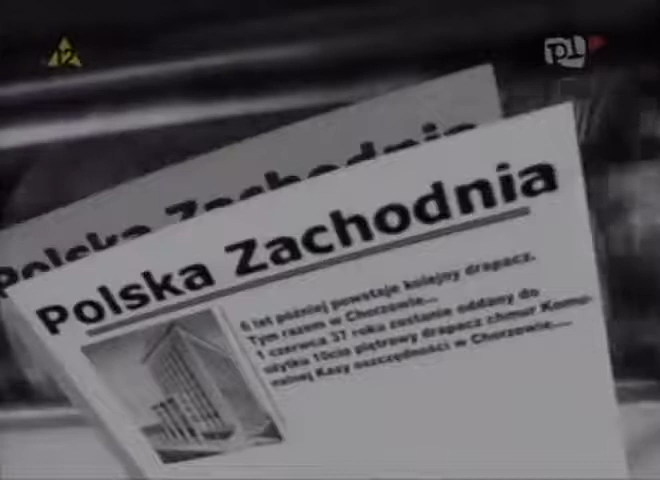 12
p1
Polska Zachodnia
Polska Zachodnia
6 lat później powstaje kolejny drapacz.
Tym razem w Chorzowie...
1 czerwca 37 roku zostanie oddany do
użytku 10cio piętrowy drapacz chmur Komu-
nalnej Kasy oszczędności w Chorzowie....